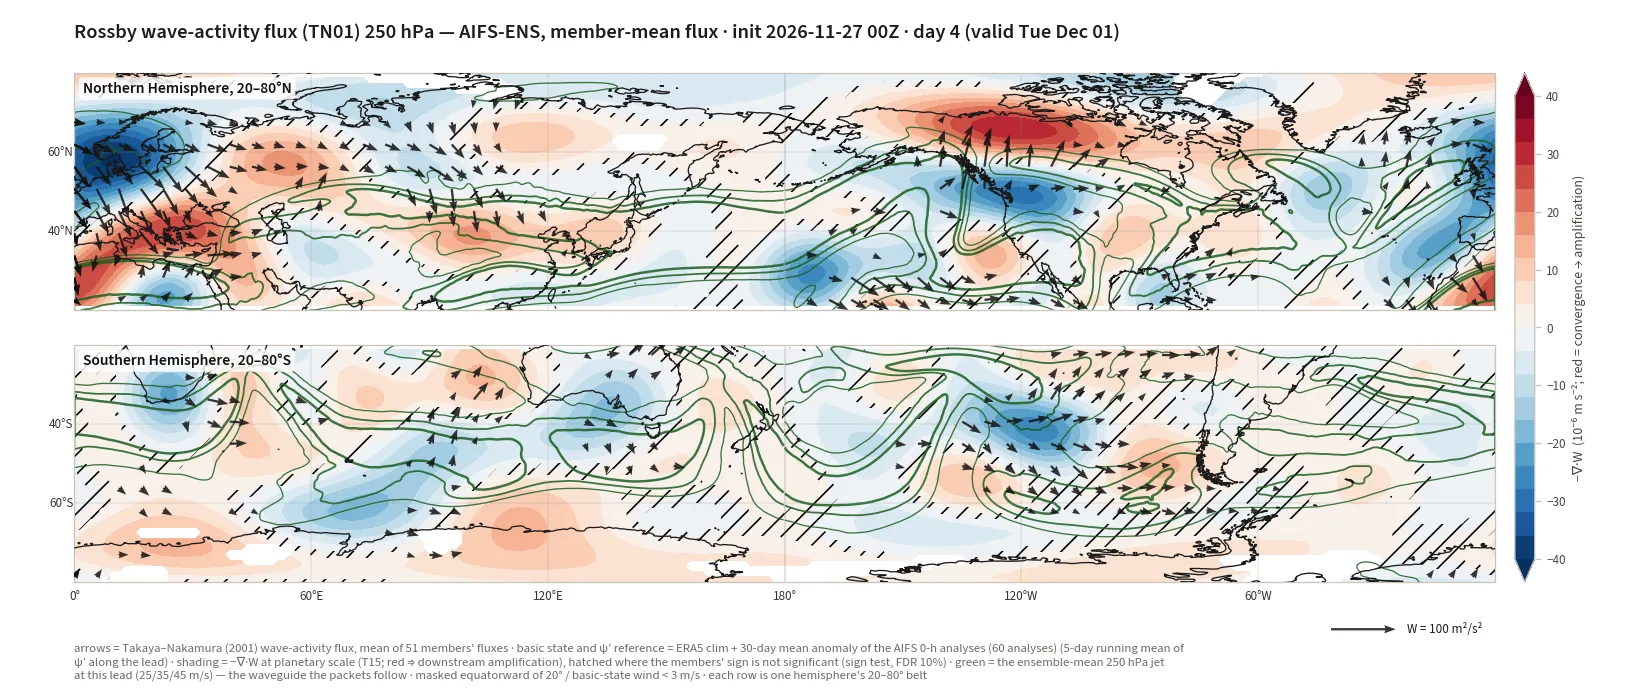 Rossby wave-activity flux (TN01) 250 hPa — AIFS-ENS, member-mean flux · init 2026-11-27 00Z · day 4 (valid Tue Dec 01)
Northern Hemisphere, 20–80°N
60°N
40°N
Southern Hemisphere, 20–80°S
40°S
60°S
0°
60°E
120°E
180°
120°W
60°W
40
30
20
10
0
−10
−20
−30
−40
−∇·W (10⁻⁶ m s⁻²; red = convergence → amplification)
W = 100 m²/s²
arrows = Takaya–Nakamura (2001) wave-activity flux, mean of 51 members' fluxes · basic state and ψ′ reference = ERA5 clim + 30-day mean anomaly of the AIFS 0-h analyses (60 analyses) (5-day running mean of
ψ′ along the lead) · shading = −∇·W at planetary scale (T15; red ⇒ downstream amplification), hatched where the members' sign is not significant (sign test, FDR 10%) · green = the ensemble-mean 250 hPa jet
at this lead (25/35/45 m/s) — the waveguide the packets follow · masked equatorward of 20° / basic-state wind < 3 m/s · each row is one hemisphere's 20–80° belt